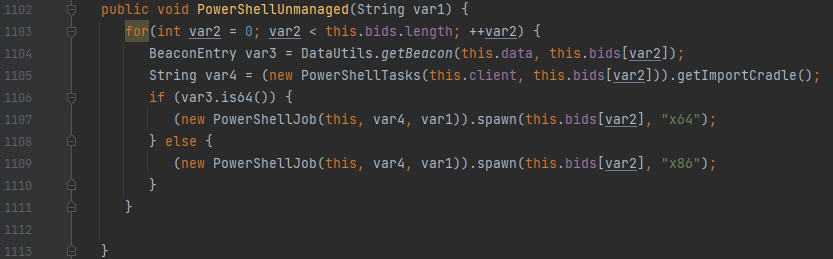 1102 public void PowerShellUnmanaged(String var1) {
1103 for(int var2 = 0; var2 < this.bids.length; ++var2) {
1104 BeaconEntry var3 = DataUtils.getBeacon(this.data, this.bids[var2]);
1105 String var4 = (new PowerShellTasks(this.client, this.bids[var2])).getImportCradle();
1106 if (var3.is64()) {
1107 (new PowerShellJob(this, var4, var1)).spawn(this.bids[var2], "x64");
1108 } else {
1109 (new PowerShellJob(this, var4, var1)).spawn(this.bids[var2], "x86");
1110 }
1111 }
1112
1113 }